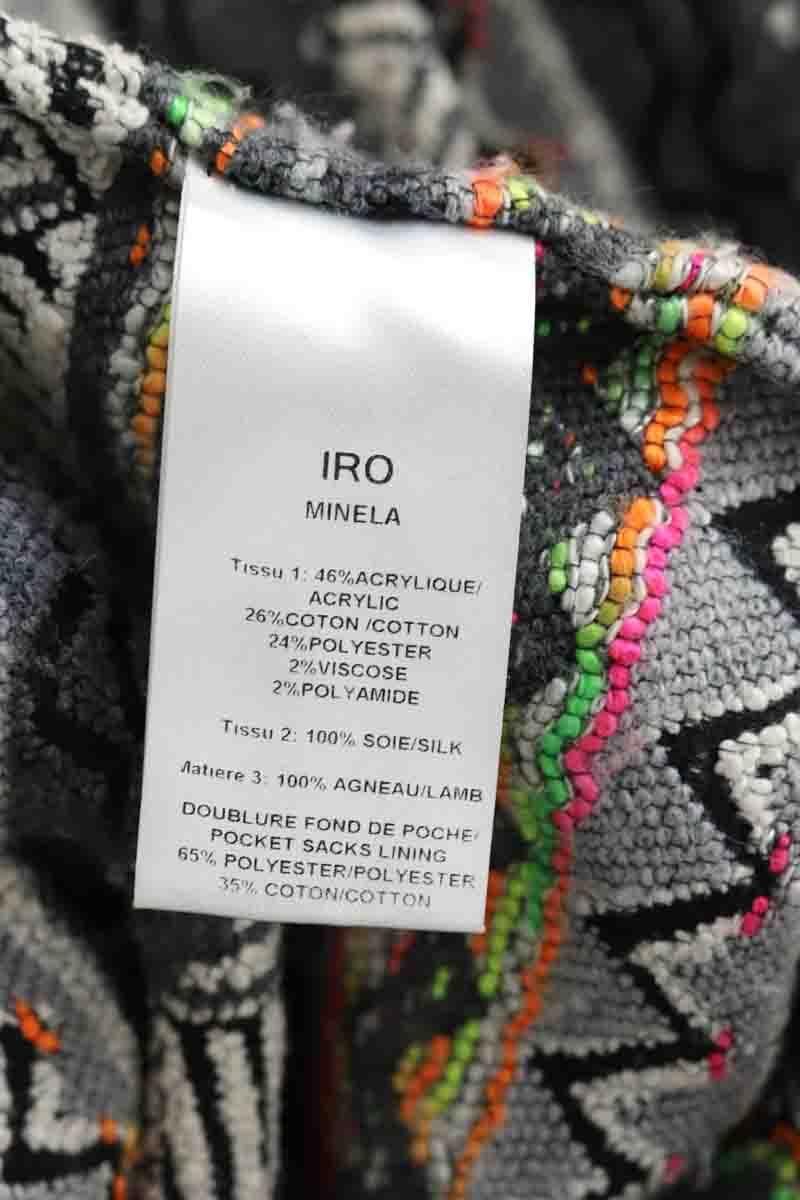 IRO
MINELA
Tissu 1: 46%ACRYLIQUE/
ACRYLIC
26%COTON /COTTON
24%POLYESTER
2%VISCOSE
2%POLYAMIDE
Tissu 2: 100% SOIE/SILK
Matiere 3: 100% AGNEAU/LAMB
DOUBLURE FOND DE POCHE/
POCKET SACKS LINING
65% POLYESTER/POLYESTER
35% COTON/COTTON